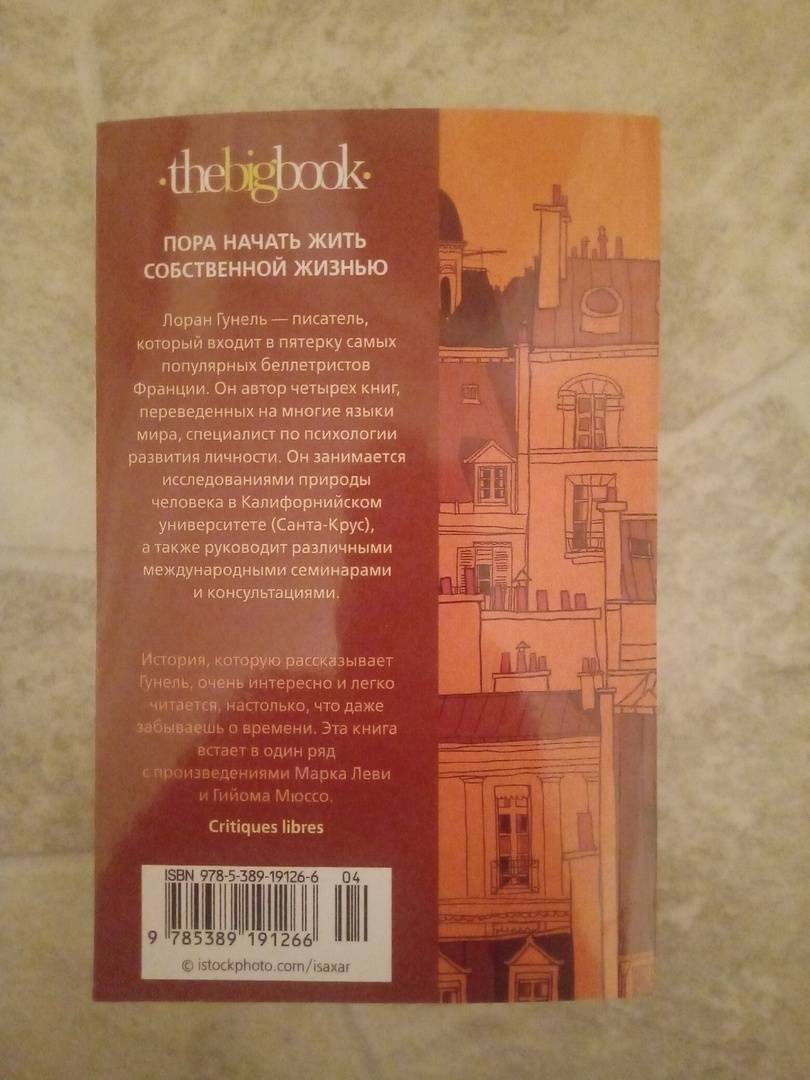 ·thebigbook·
ПОРА НАЧАТЬ ЖИТЬ
СОБСТВЕННОЙ ЖИЗНЬЮ
Лоран Гунель — писатель,
который входит в пятерку самых
популярных беллетристов
Франции. Он автор четырех книг,
переведенных на многие языки
мира, специалист по психологии
развития личности. Он занимается
исследованиями природы
человека в Калифорнийском
университете (Санта-Крус),
а также руководит различными
международными семинарами
и консультациями.
История, которую рассказывает
Гунель, очень интересно и легко
читается, настолько, что даже
забываешь о времени. Эта книга
встает в один ряд
с произведениями Марка Леви
и Гийома Мюссо.
Critiques libres
ISBN 978-5-389-19126-6 04
9 785389 191266
© istockphoto.com/isaxar